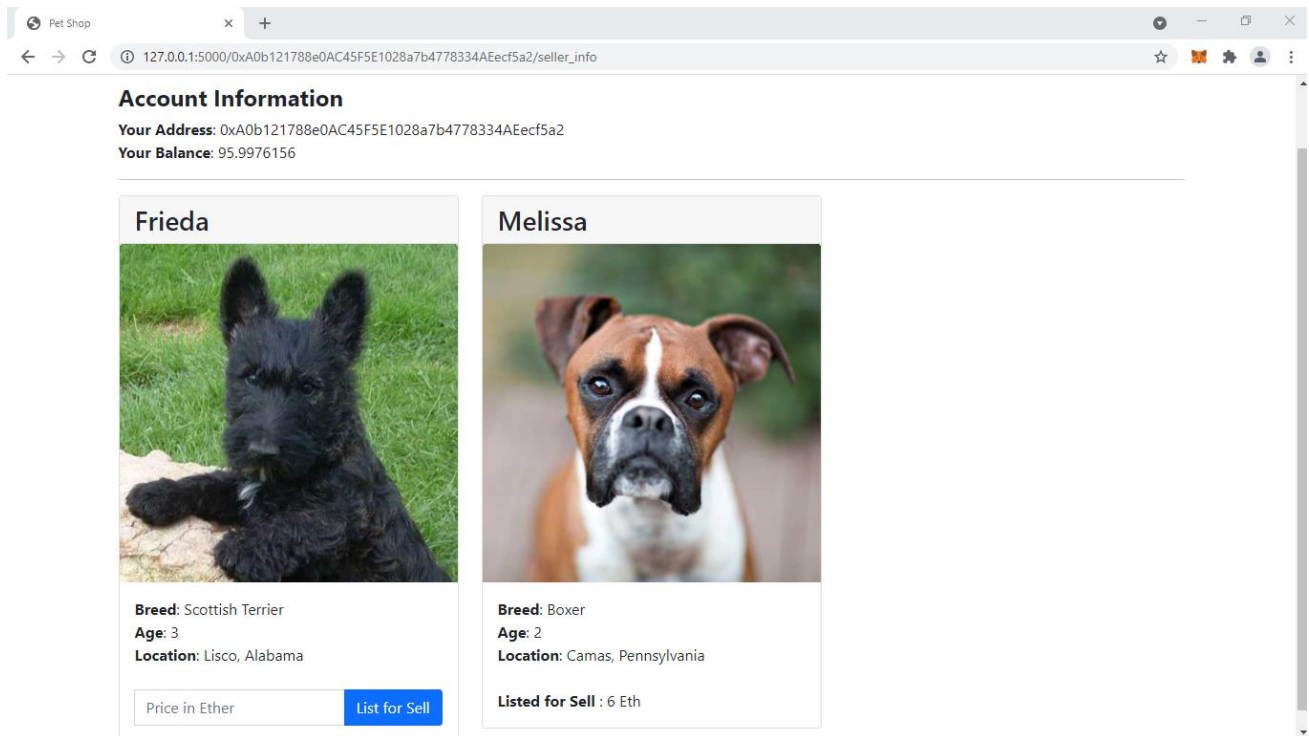 Pet Shop
127.0.0.1:5000/0xA0b121788e0AC45F5E1028a7b4778334AEecf5a2/seller_info
Account Information
Your Address: 0xA0b121788e0AC45F5E1028a7b4778334AEecf5a2
Your Balance: 95.9976156
Frieda
Breed: Scottish Terrier
Age: 3
Location: Lisco, Alabama
Price in Ether List for Sell
Melissa
Breed: Boxer
Age: 2
Location: Camas, Pennsylvania
Listed for Sell : 6 Eth